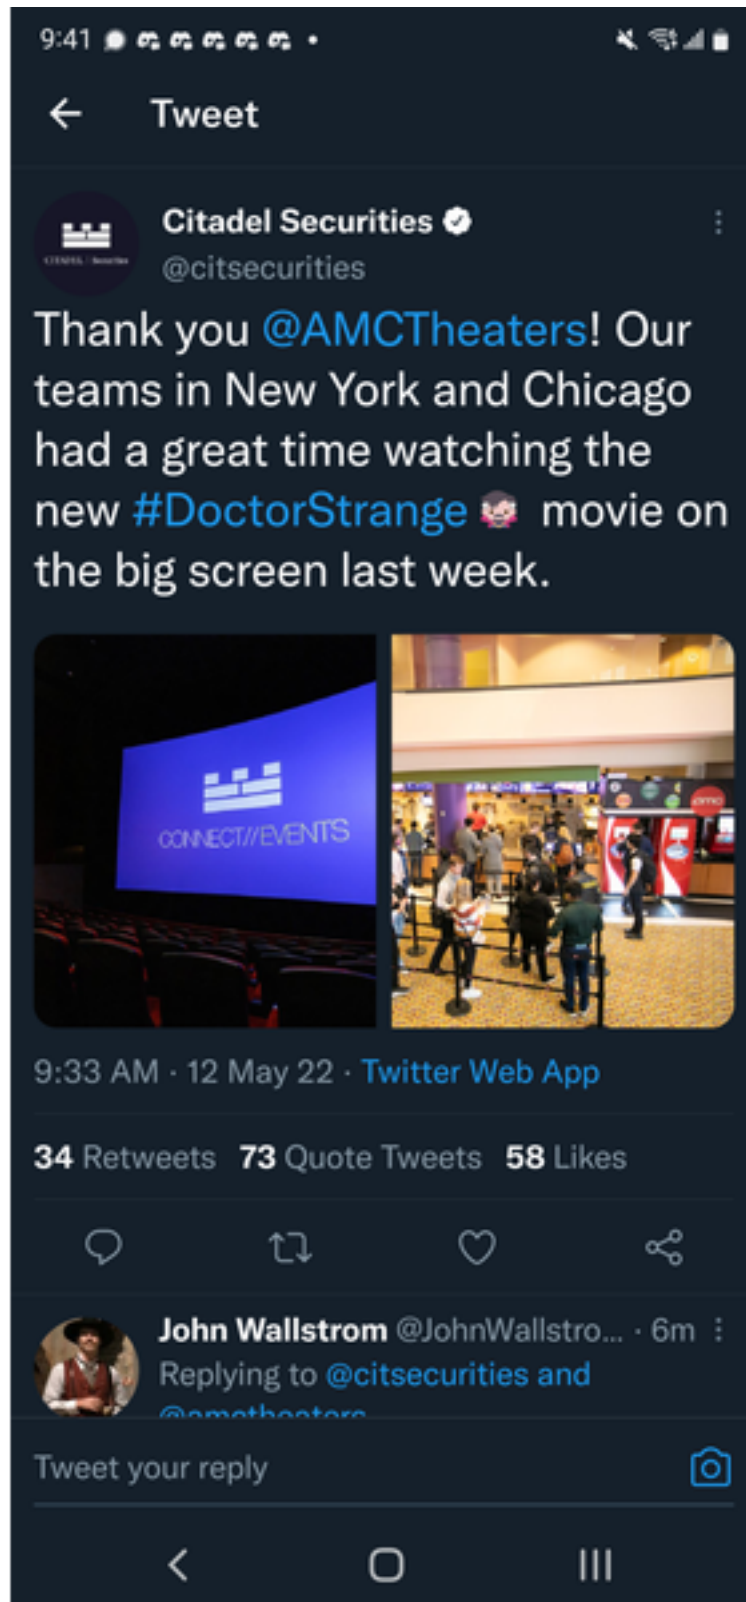 9:41
Tweet
Citadel Securities
@citsecurities
Thank you @AMCTheaters! Our
teams in New York and Chicago
had a great time watching the
new #DoctorStrange movie on
the big screen last week.
CONNECT//EVENTS
amc
9:33 AM · 12 May 22 · Twitter Web App
34 Retweets 73 Quote Tweets 58 Likes
John Wallstrom @JohnWallstro... · 6m
Replying to @citsecurities and
@amctheaters
Tweet your reply